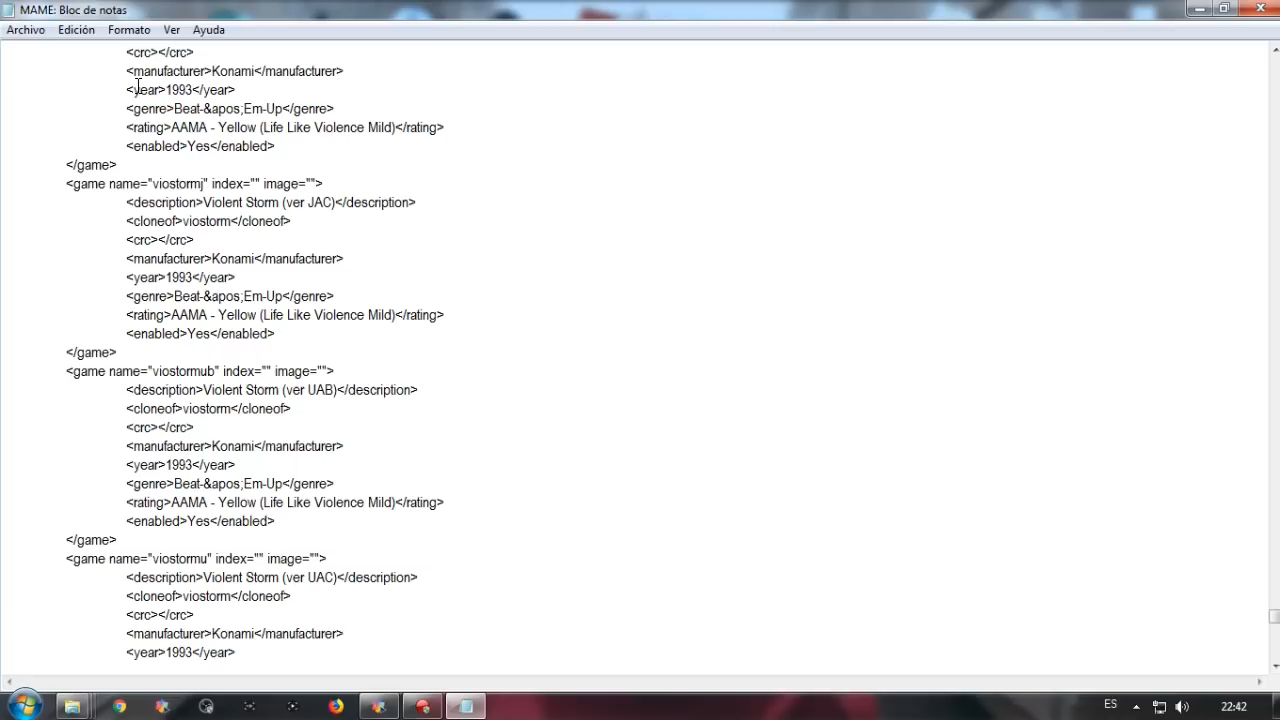 MAME: Bloc de notas
Archivo Edición Formato Ver Ayuda
<crc></crc>
<manufacturer>Konami</manufacturer>
<year>1993</year>
<genre>Beat-&apos;Em-Up</genre>
<rating>AAMA - Yellow (Life Like Violence Mild)</rating>
<enabled>Yes</enabled>
</game>
<game name="viostormj" index="" image="">
<description>Violent Storm (ver JAC)</description>
<cloneof>viostorm</cloneof>
<crc></crc>
<manufacturer>Konami</manufacturer>
<year>1993</year>
<genre>Beat-&apos;Em-Up</genre>
<rating>AAMA - Yellow (Life Like Violence Mild)</rating>
<enabled>Yes</enabled>
</game>
<game name="viostormub" index="" image="">
<description>Violent Storm (ver UAB)</description>
<cloneof>viostorm</cloneof>
<crc></crc>
<manufacturer>Konami</manufacturer>
<year>1993</year>
<genre>Beat-&apos;Em-Up</genre>
<rating>AAMA - Yellow (Life Like Violence Mild)</rating>
<enabled>Yes</enabled>
</game>
<game name="viostormu" index="" image="">
<description>Violent Storm (ver UAC)</description>
<cloneof>viostorm</cloneof>
<crc></crc>
<manufacturer>Konami</manufacturer>
<year>1993</year>
ES 22:42